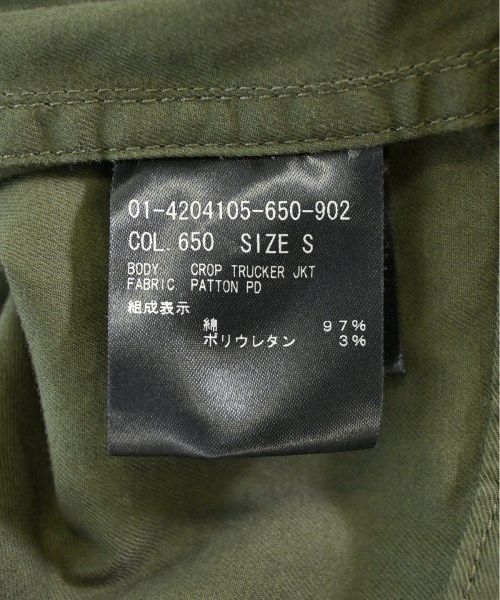 01-4204105-650-902
COL. 650 SIZE S
BODY CROP TRUCKER JKT
FABRIC PATTON PD
組成表示
綿 97%
ポリウレタン 3%